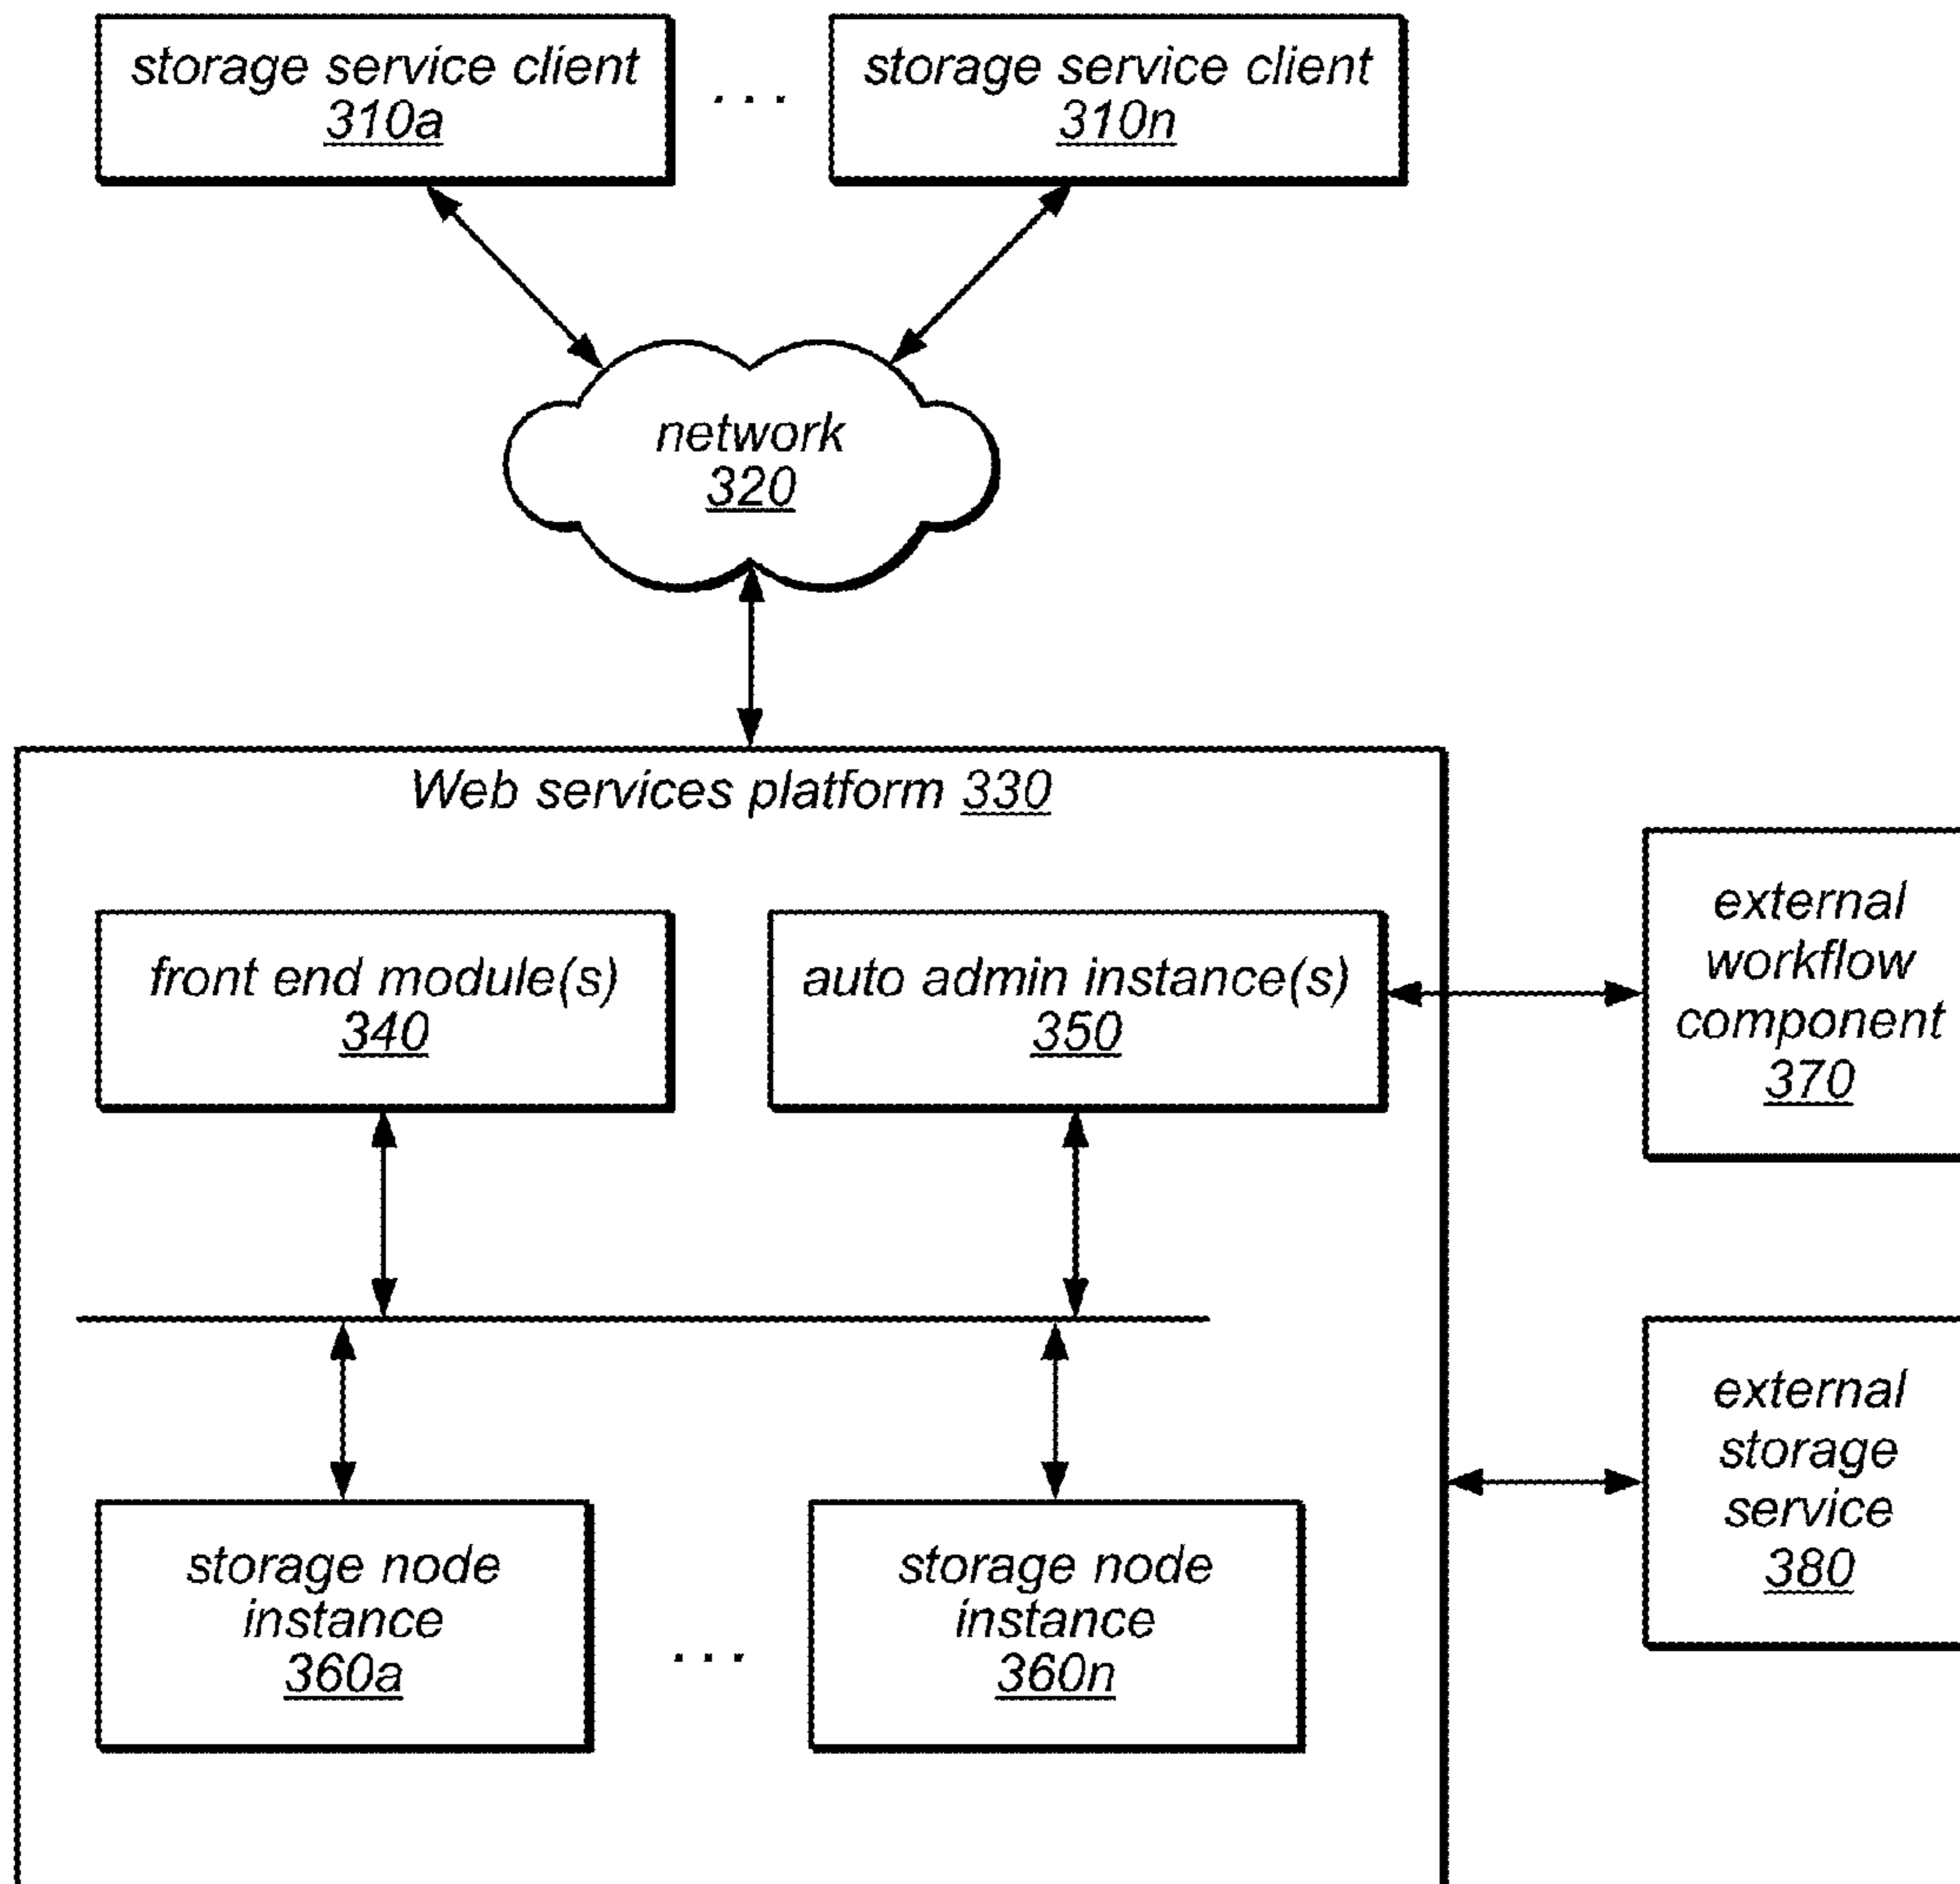 storage service client
310a
. . .
storage service client
310n
network
320
Web services platform 330
front end module(s)
340
auto admin instance(s)
350
external
workflow
component
370
external
storage
service
380
storage node
instance
360a
. . .
storage node
instance
360n